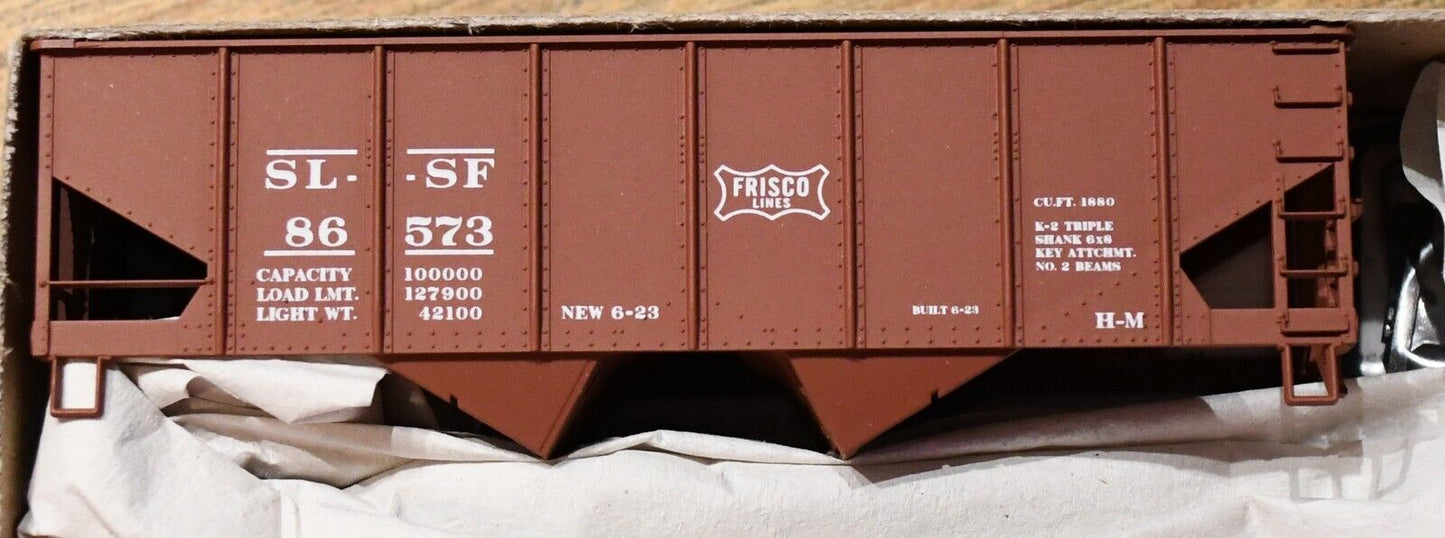 SL- -SF
86 573
CAPACITY 100000
LOAD LMT. 127900
LIGHT WT. 42100
NEW 6-23
FRISCO
LINES
BUILT 6-23
CU.FT. 1880
K-2 TRIPLE
SHANK 6x8
KEY ATTCHMT.
NO. 2 BEAMS
H-M